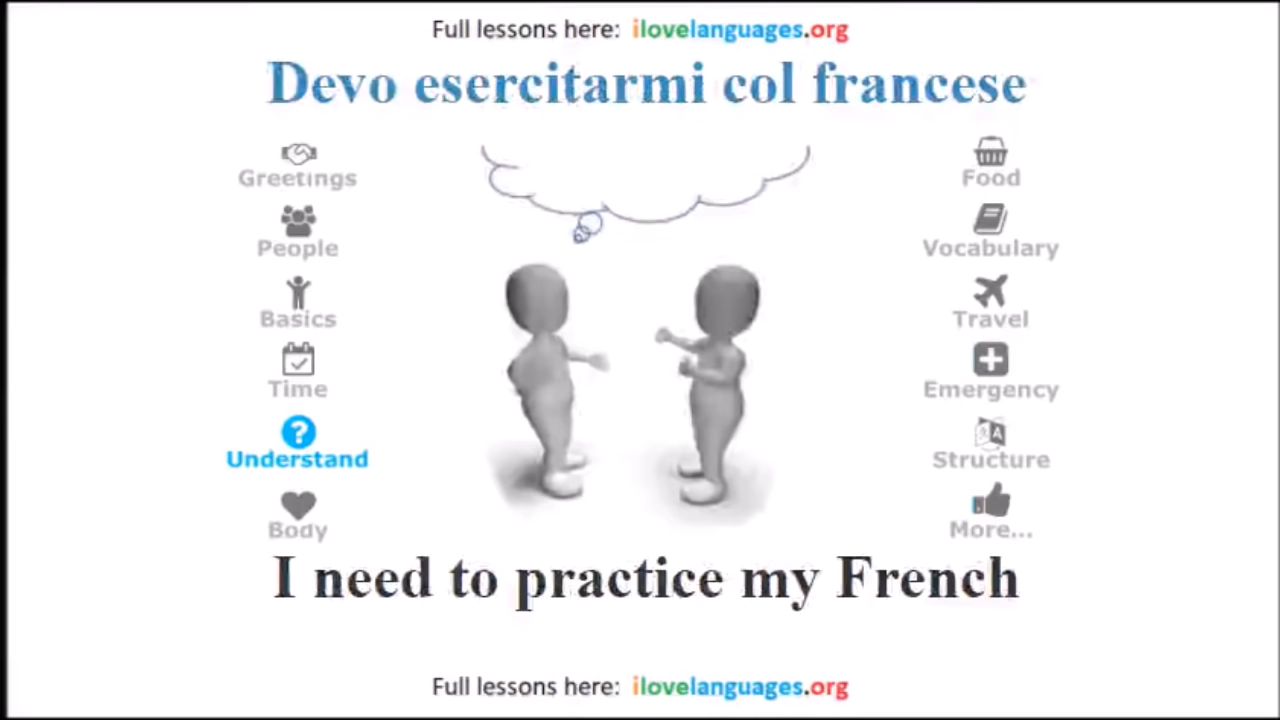 Full lessons here: ilovelanguages.org
Devo esercitarmi col francese
Greetings
Food
People
Vocabulary
Basics
Travel
Time
Emergency
Understand
Structure
Body
More...
I need to practice my French
Full lessons here: ilovelanguages.org